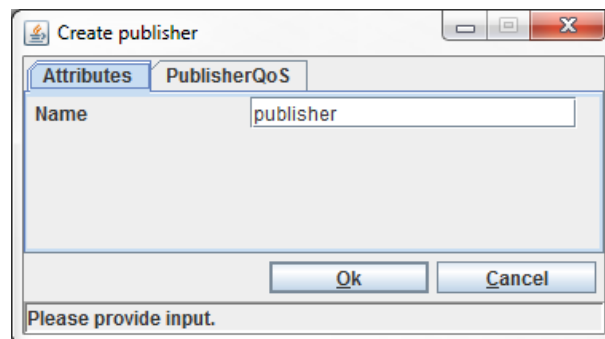 Create publisher
Attributes PublisherQoS
Name publisher
Ok Cancel
Please provide input.